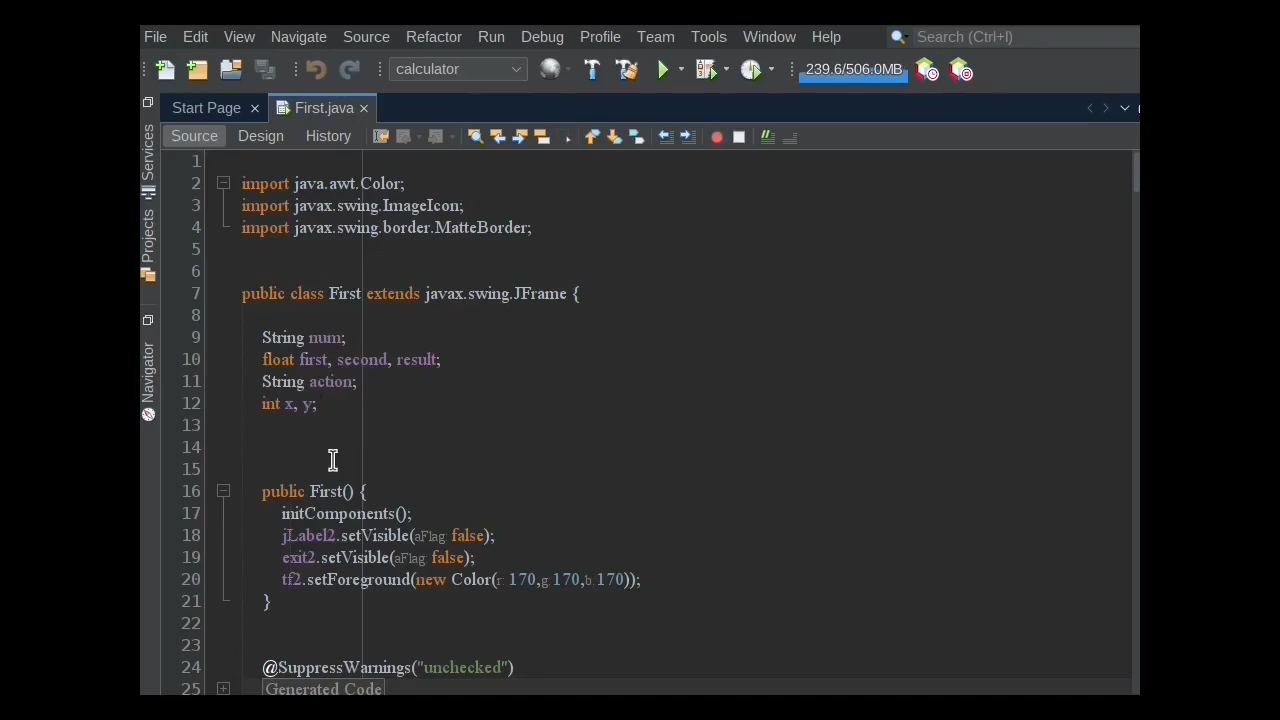 File Edit View Navigate Source Refactor Run Debug Profile Team Tools Window Help Search (Ctrl+I)
calculator 239.6/506.0MB
Start Page First.java
Source Design History
Services
Projects
Navigator
1
2 import java.awt.Color;
3 import javax.swing.ImageIcon;
4 import javax.swing.border.MatteBorder;
5
6
7 public class First extends javax.swing.JFrame {
8
9 String num;
10 float first, second, result;
11 String action;
12 int x, y;
13
14
15
16 public First() {
17 initComponents();
18 jLabel2.setVisible(aFlag: false);
19 exit2.setVisible(aFlag: false);
20 tf2.setForeground(new Color(r: 170,g:170,b:170));
21 }
22
23
24 @SuppressWarnings("unchecked")
25 Generated Code